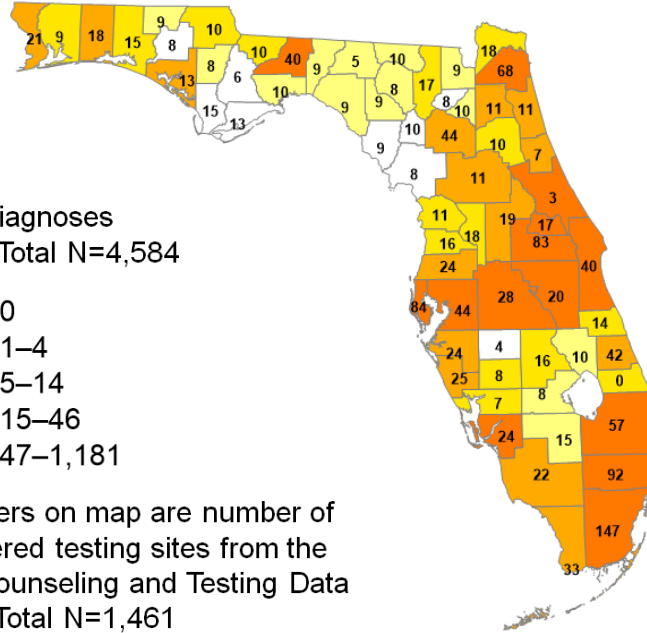 21 9 18 15 9 10
8
13 8 6 10 40
10
15
13
9 5 10 17 9
9 9 8 8 10
18
68
11 11
10 44
9 10 7
8 11
3
11 19 17
16 18 83
24 40
84 44 28 20
14
24 4 16 10 42
25 8 0
7 8
24 15 57
22 92
147
33
iagnoses
Total N=4,584
0
1–4
5–14
15–46
47–1,181
ers on map are number of
ered testing sites from the
ounseling and Testing Data
Total N=1,461